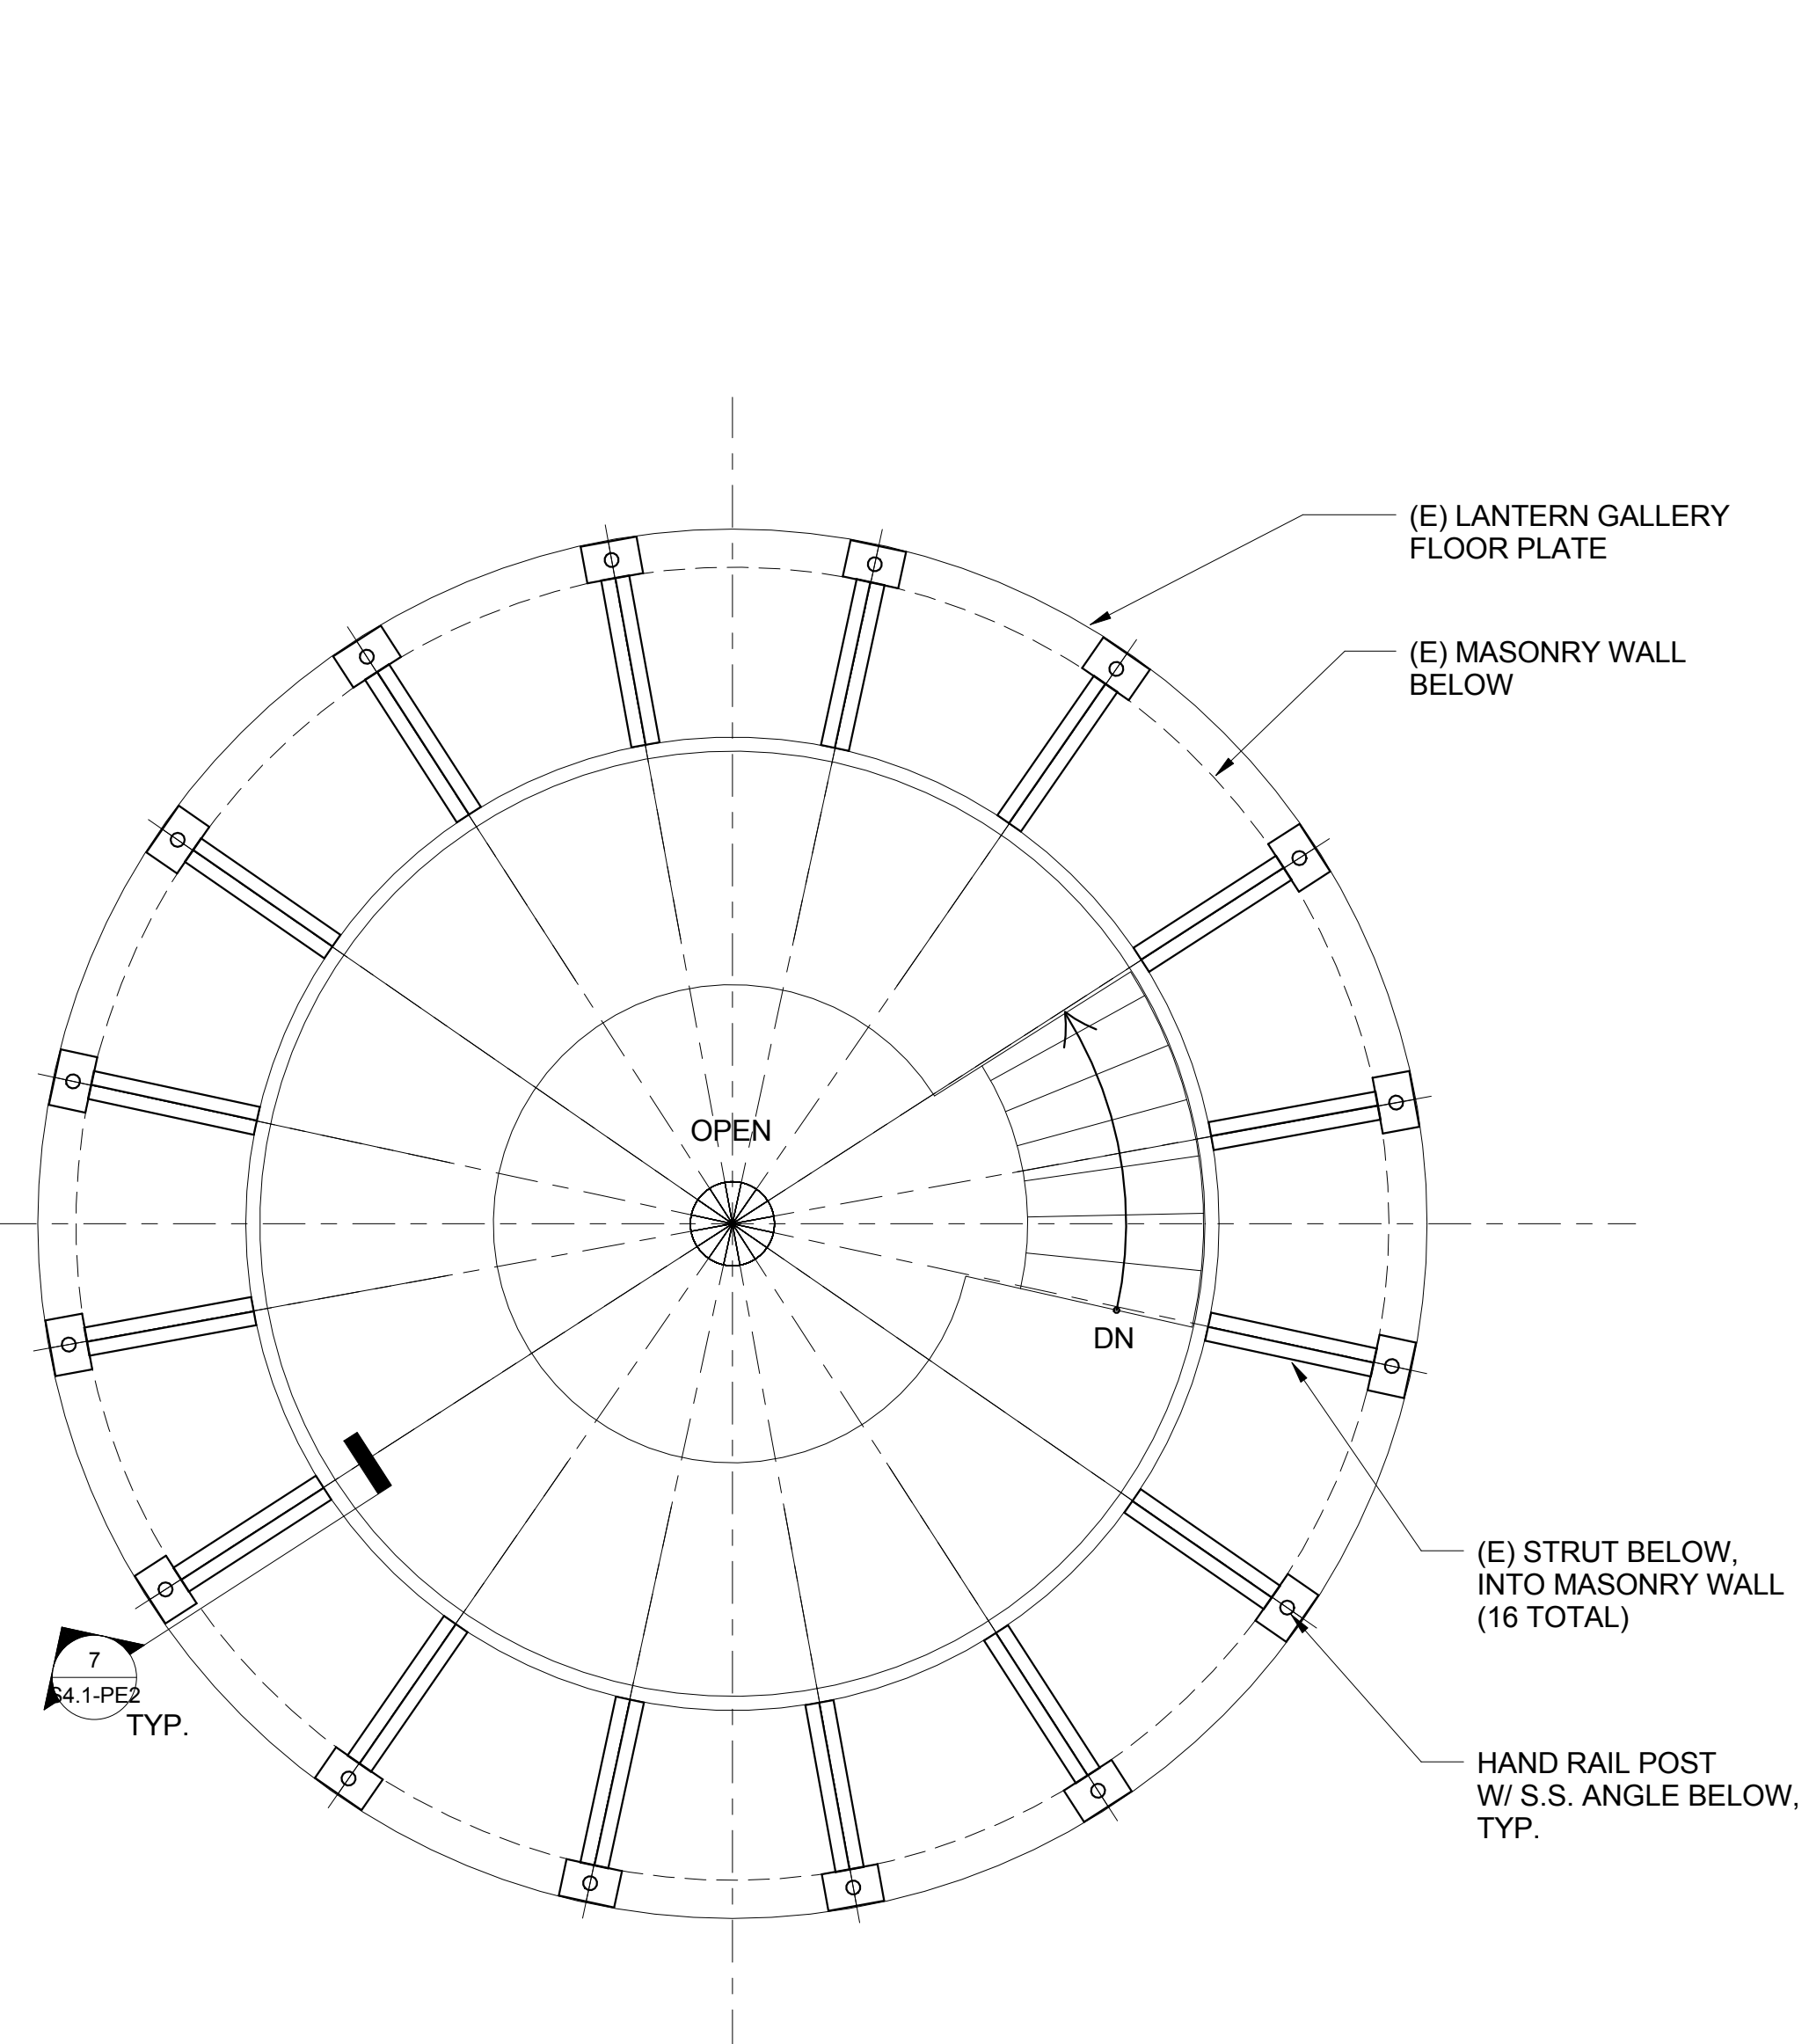 (E) LANTERN GALLERY
FLOOR PLATE
(E) MASONRY WALL
BELOW
OPEN
DN
(E) STRUT BELOW,
INTO MASONRY WALL
(16 TOTAL)
7
S4.1-PE2
TYP.
HAND RAIL POST
W/ S.S. ANGLE BELOW,
TYP.